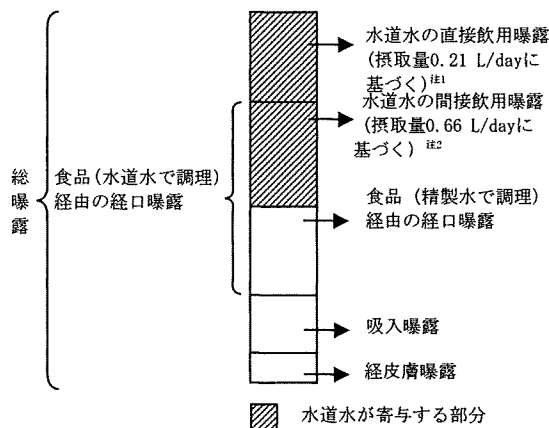 水道水の直接飲用曝露
(摂取量0.21 L/dayに
基づく)注1
水道水の間接飲用曝露
(摂取量0.66 L/dayに
基づく) 注2
総曝露
食品(水道水で調理)
経由の経口曝露
食品 (精製水で調理)
経由の経口曝露
吸入曝露
経皮膚曝露
水道水が寄与する部分